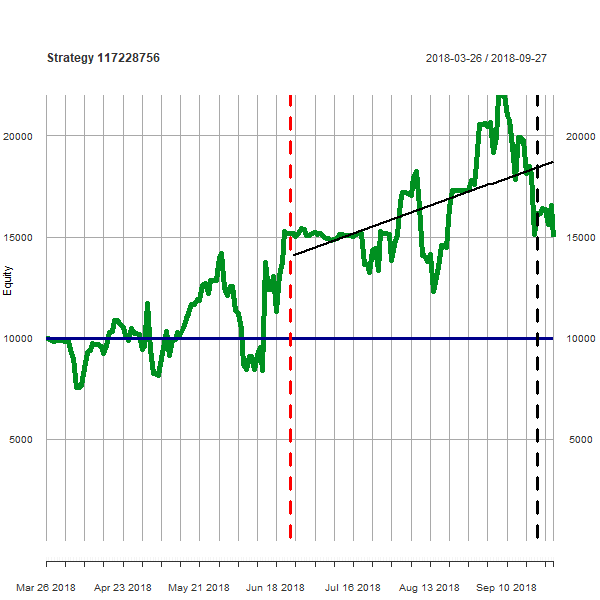 Strategy 117228756
2018-03-26 / 2018-09-27
20000
20000
15000
15000
Equity
10000
10000
5000
5000
Mar 26 2018
Apr 23 2018
May 21 2018
Jun 18 2018
Jul 16 2018
Aug 13 2018
Sep 10 2018